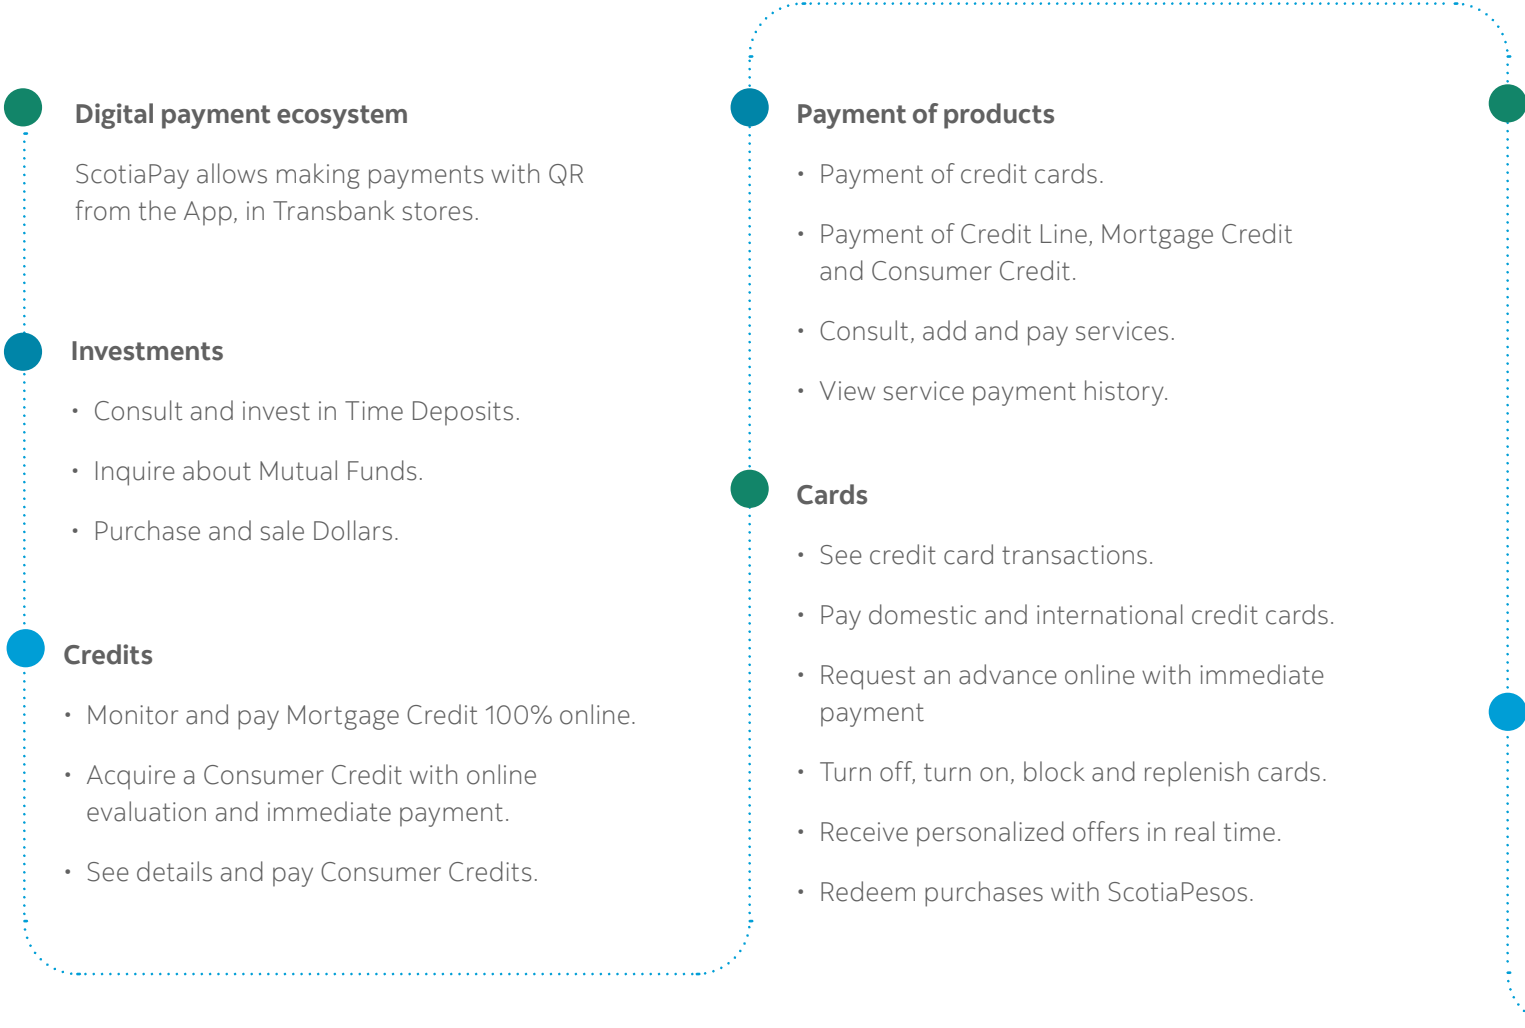 Digital payment ecosystem
ScotiaPay allows making payments with QR
from the App, in Transbank stores.
Investments
• Consult and invest in Time Deposits.
• Inquire about Mutual Funds.
• Purchase and sale Dollars.
Credits
• Monitor and pay Mortgage Credit 100% online.
• Acquire a Consumer Credit with online
evaluation and immediate payment.
• See details and pay Consumer Credits.
Payment of products
• Payment of credit cards.
• Payment of Credit Line, Mortgage Credit
and Consumer Credit.
• Consult, add and pay services.
• View service payment history.
Cards
• See credit card transactions.
• Pay domestic and international credit cards.
• Request an advance online with immediate
payment
• Turn off, turn on, block and replenish cards.
• Receive personalized offers in real time.
• Redeem purchases with ScotiaPesos.